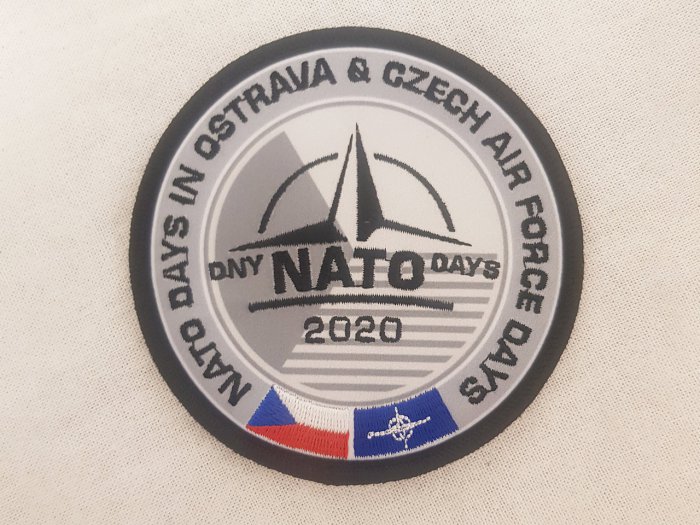 NATO DAYS IN OSTRAVA & CZECH AIR FORCE DAYS
DNY NATO DAYS
2020